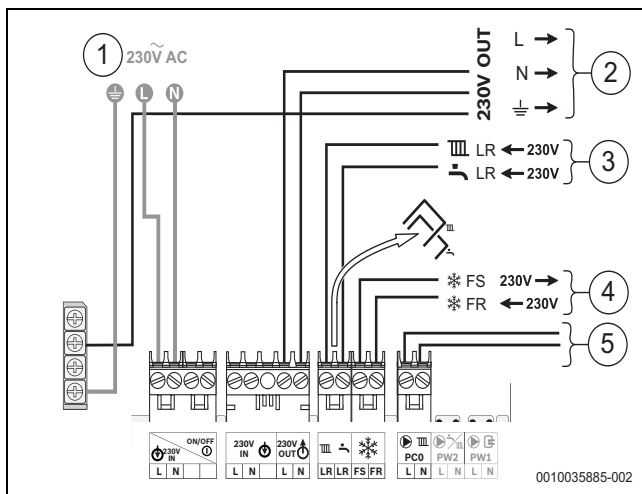 1 230V AC
L N
230V OUT
L
N
2
LR 230V
LR 230V
3
FS 230V
FR 230V
4
5
230V IN ON/OFF
L N
230V IN 230V OUT
L N L N
LR LR FS FR
PC0
L N
PW2
L N
PW1
L N
0010035885-002